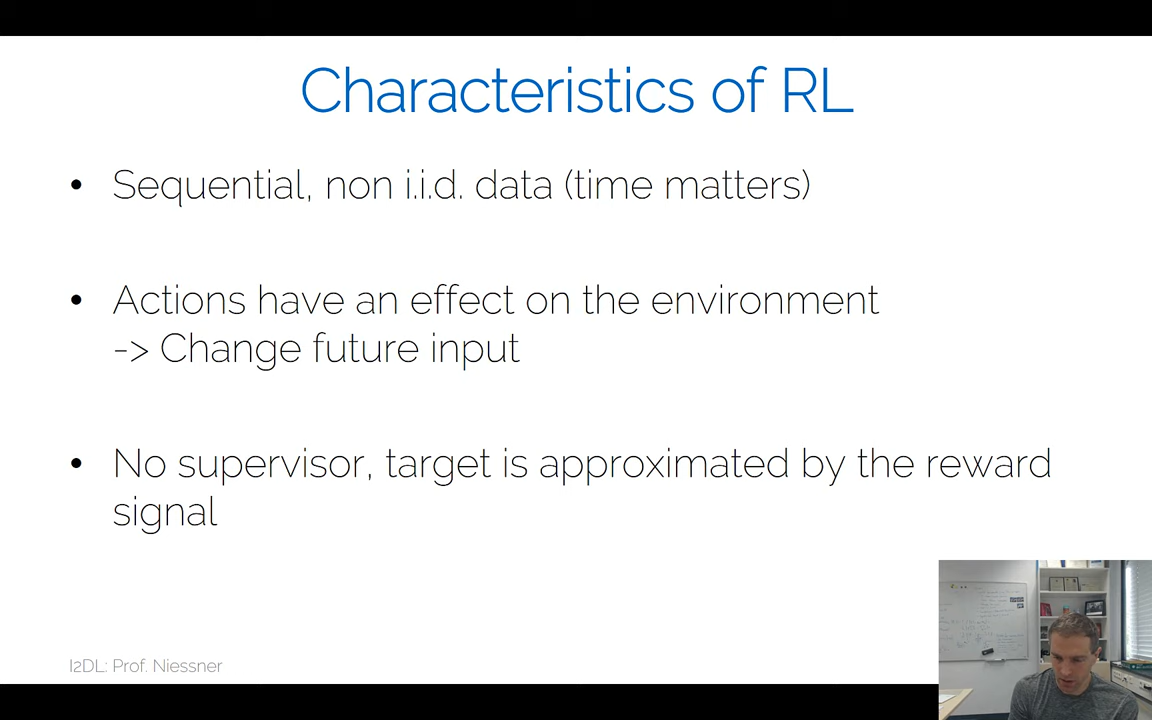 Characteristics of RL
• Sequential, non i.i.d. data (time matters)
• Actions have an effect on the environment
-> Change future input
• No supervisor, target is approximated by the reward
signal
I2DL: Prof. Niessner